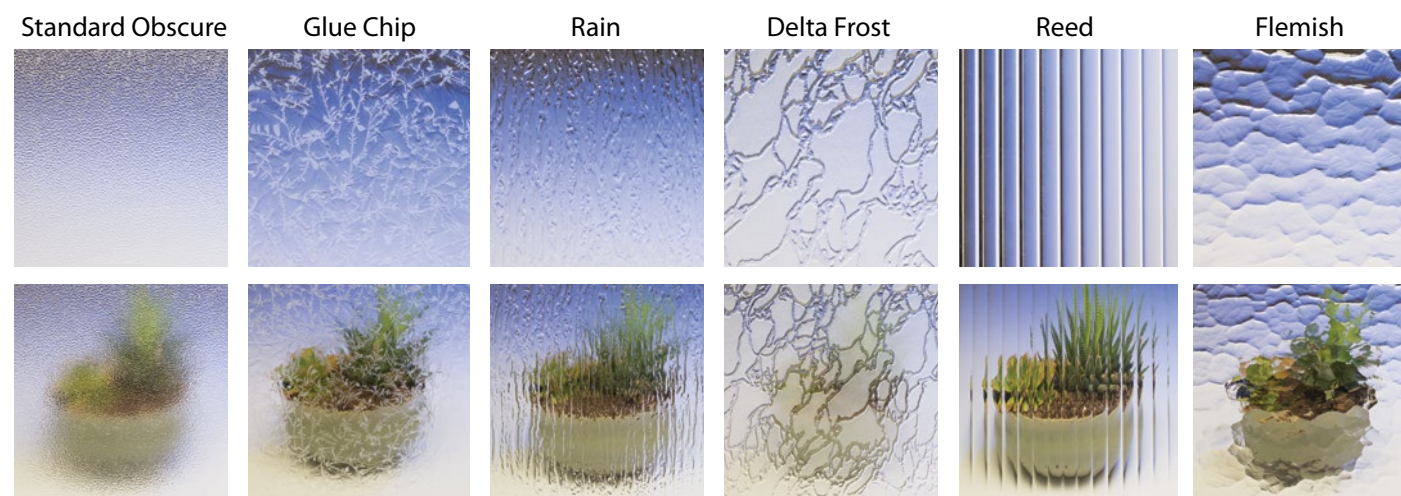 Standard Obscure
Glue Chip
Rain
Delta Frost
Reed
Flemish